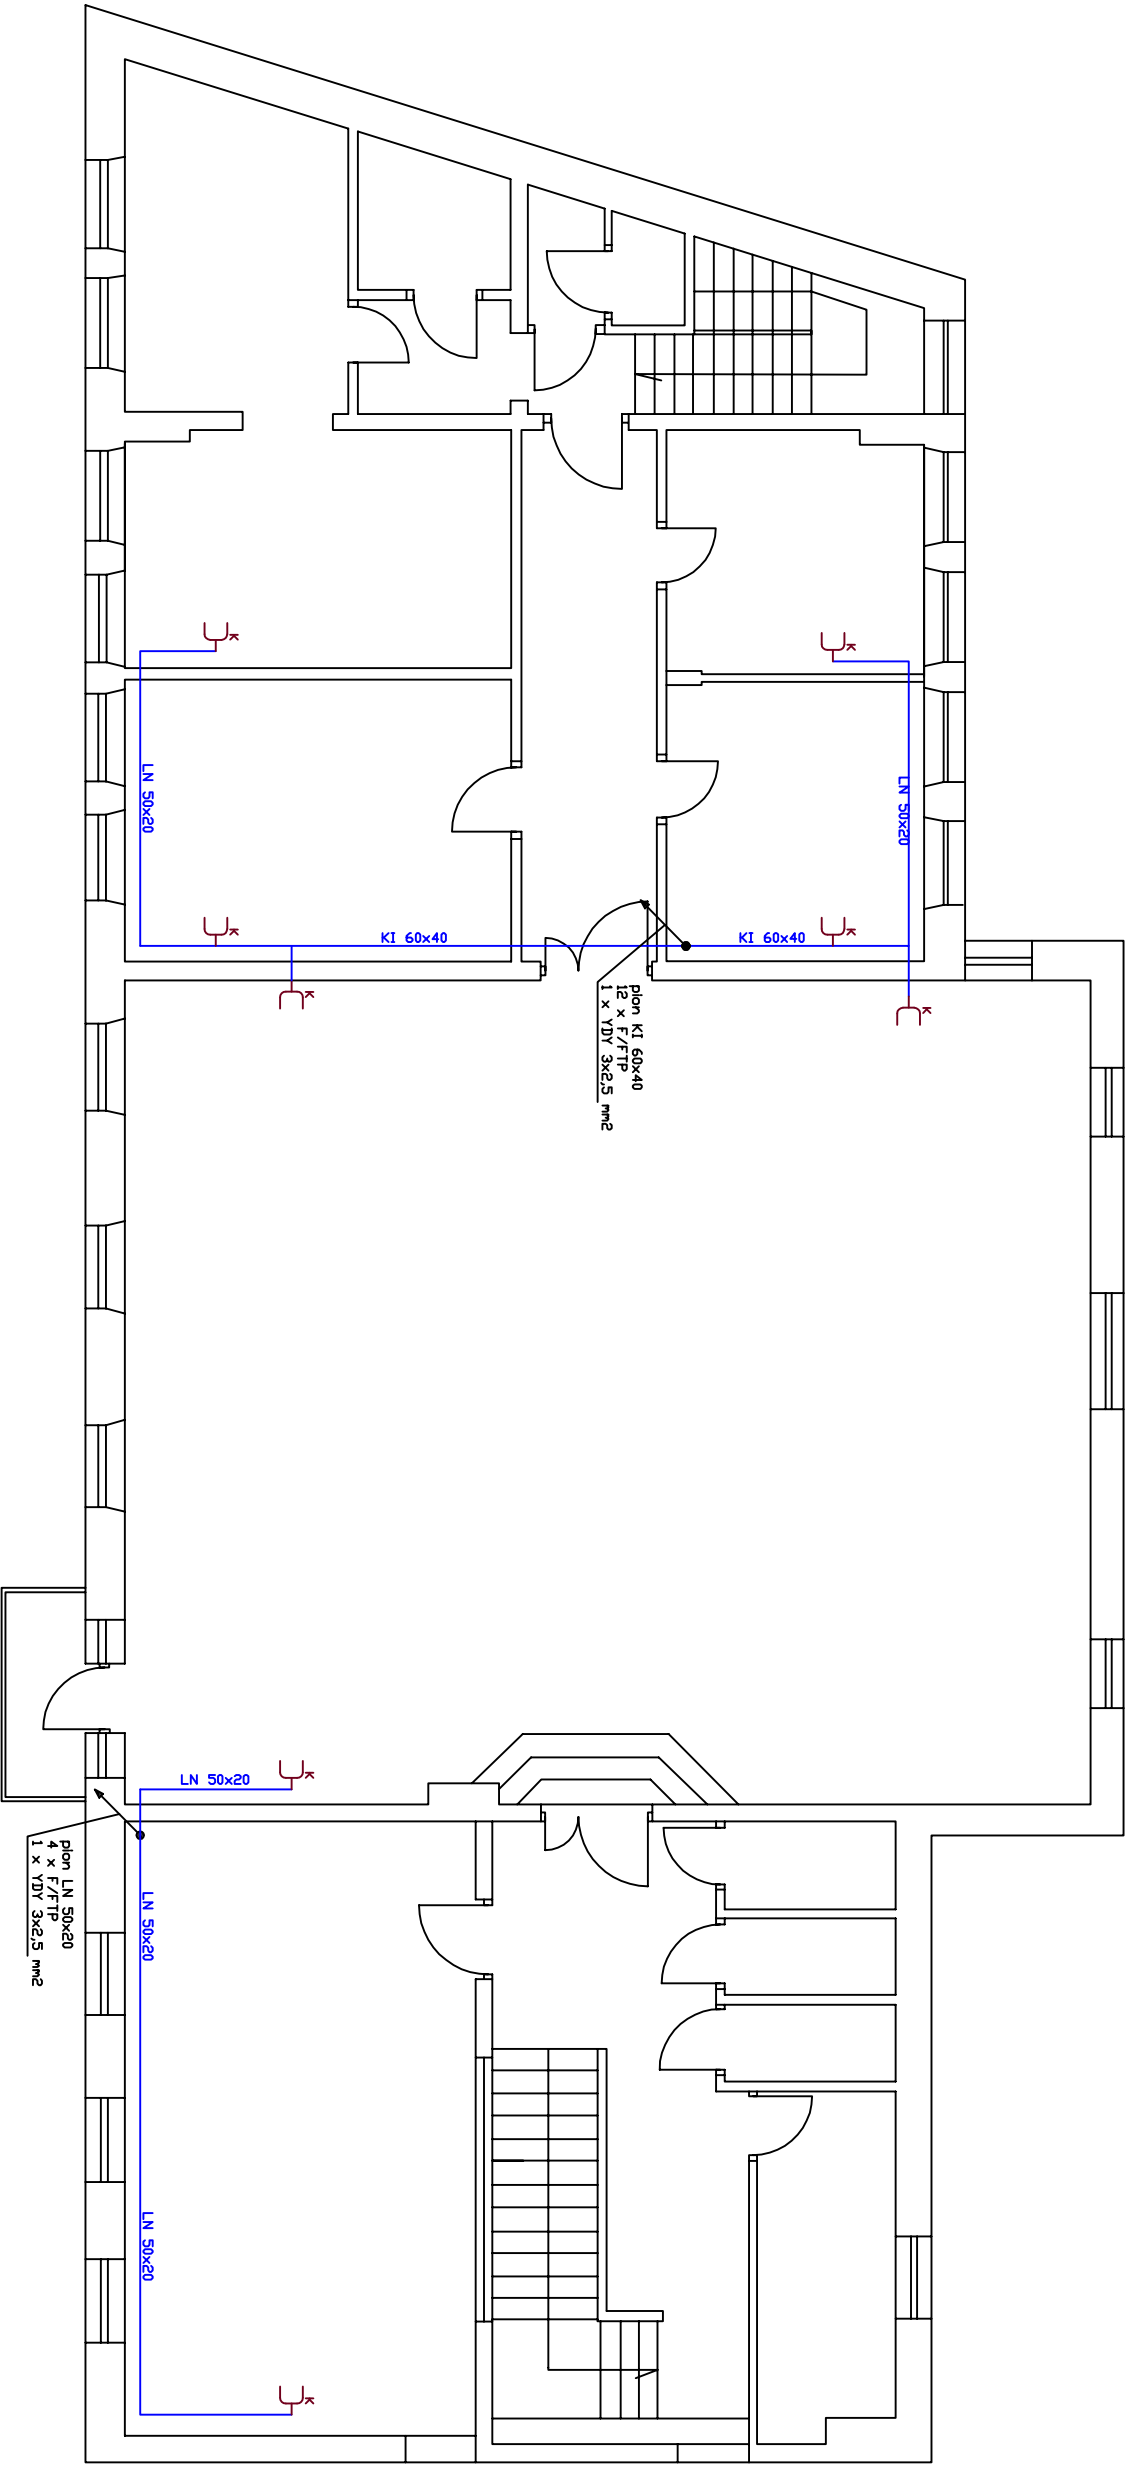 K
K
LN 50x20
LN 50x20
K
KI 60x40
KI 60x40
K
K
K
pion KI 60x40
12 x F/FTP
1 x YDY 3x2,5 mm2
K
LN 50x20
pion LN 50x20
4 x F/FTP
1 x YDY 3x2,5 mm2
LN 50x20
LN 50x20
K